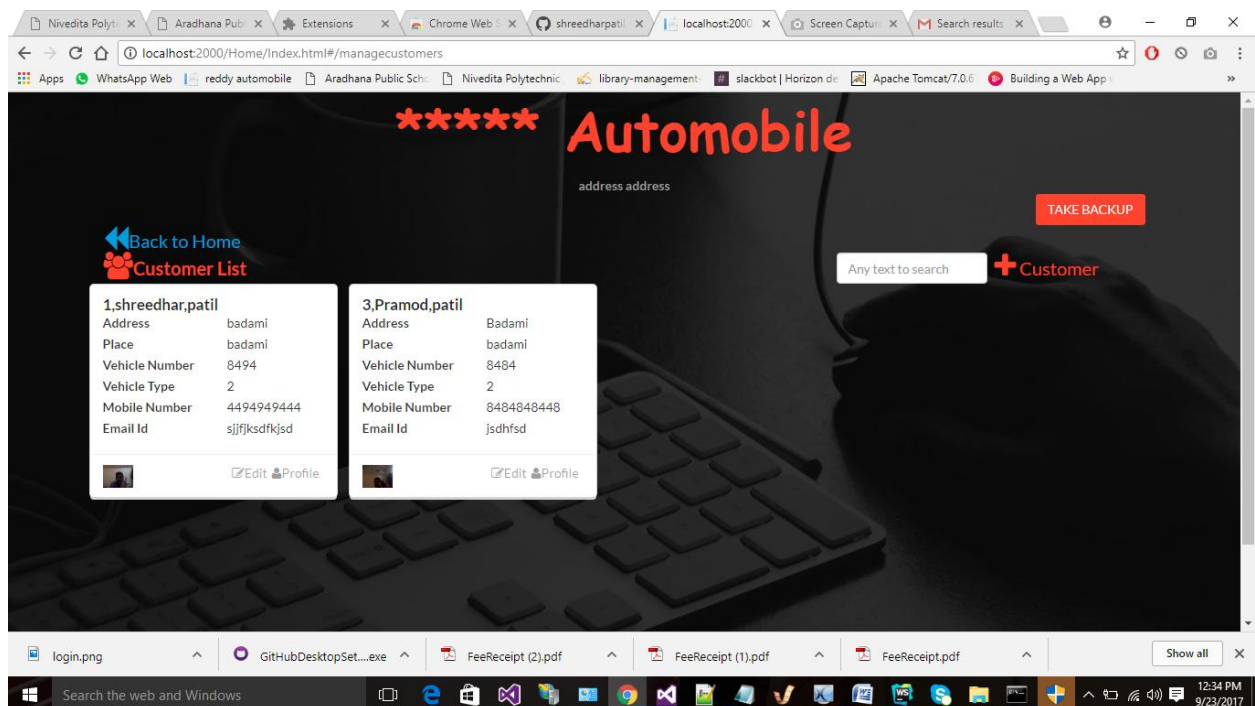 Nivedita Polyte
Aradhana Publ
Extensions
Chrome Web S
shreedharpatil
localhost:2000
Screen Capture
Search results
localhost:2000/Home/Index.html#/managecustomers
Apps
WhatsApp Web
reddy automobile
Aradhana Public Scho
Nivedita Polytechnic
library-management-
slackbot | Horizon de
Apache Tomcat/7.0.6
Building a Web App
»
***** Automobile
address address
TAKE BACKUP
Back to Home
Customer List
Any text to search
Customer
1,shreedhar,patil
Address badami
Place badami
Vehicle Number 8494
Vehicle Type 2
Mobile Number 4494949444
Email Id sjjfjksdfkjsd
Edit Profile
3,Pramod,patil
Address Badami
Place badami
Vehicle Number 8484
Vehicle Type 2
Mobile Number 8484848448
Email Id jsdhfsd
Edit Profile
login.png
GitHubDesktopSet....exe
FeeReceipt (2).pdf
FeeReceipt (1).pdf
FeeReceipt.pdf
Show all
Search the web and Windows
12:34 PM
9/23/2017